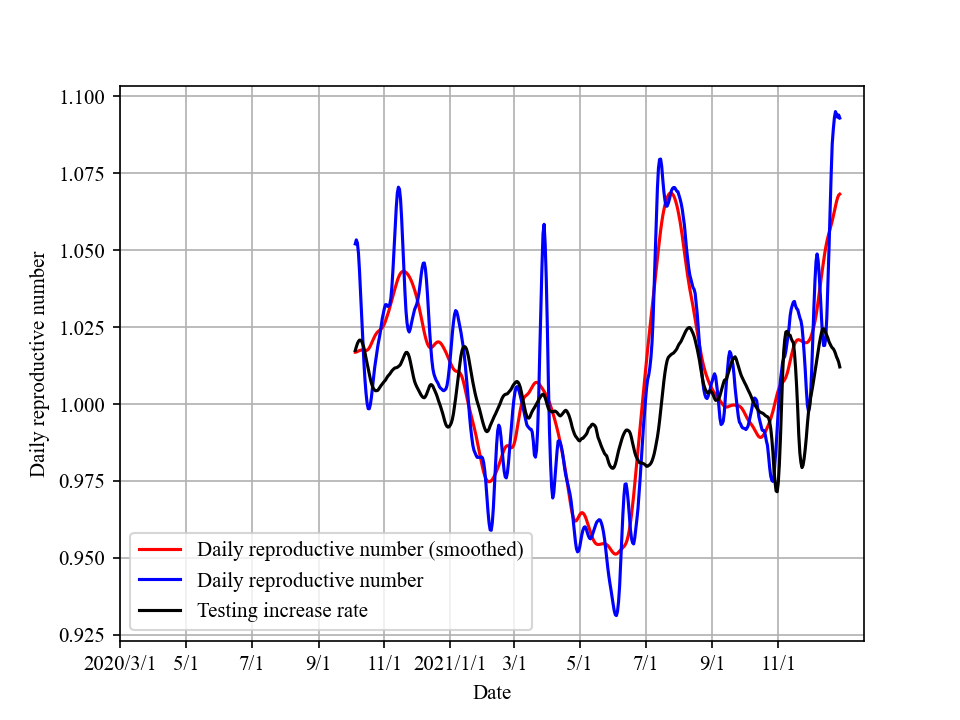 1.100
1.075
1.050
1.025
1.000
0.975
0.950
0.925
Daily reproductive number
Daily reproductive number (smoothed)
Daily reproductive number
Testing increase rate
2020/3/1 5/1 7/1 9/1 11/1 2021/1/1 3/1 5/1 7/1 9/1 11/1
Date